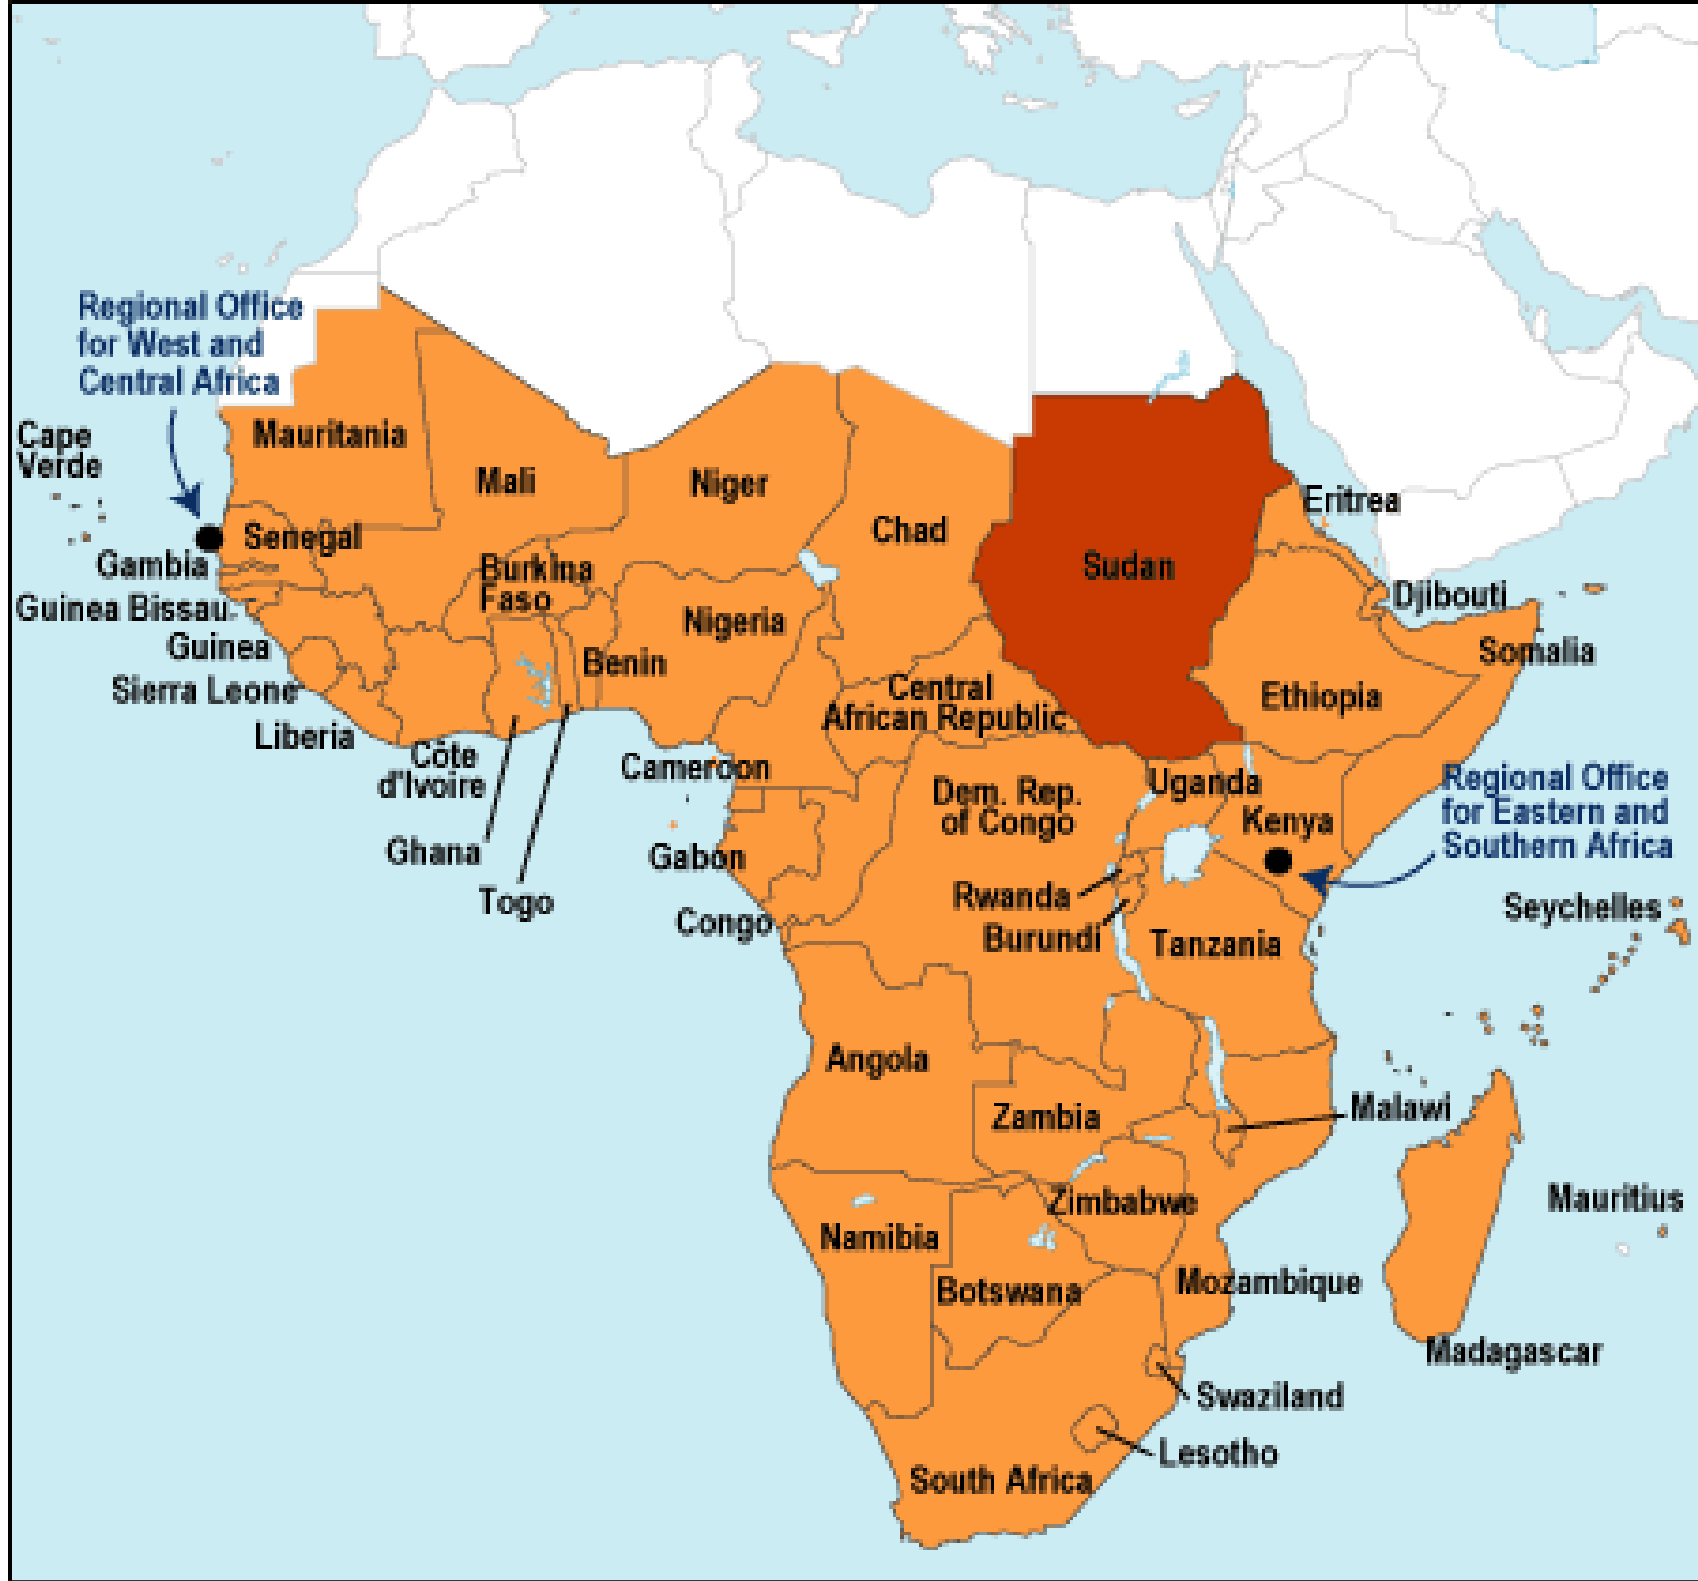 Regional Office
for West and
Central Africa
Cape
Verde
Mauritania
Mali
Niger
Chad
Sudan
Eritrea
Senegal
Gambia
Burkina
Faso
Guinea Bissau
Djibouti
Nigeria
Guinea
Benin
Somalia
Sierra Leone
Central
African Republic
Ethiopia
Liberia
Côte
d'Ivoire
Cameroon
Uganda
Regional Office
for Eastern and
Southern Africa
Dem. Rep.
of Congo
Kenya
Ghana
Gabon
Togo
Rwanda
Seychelles
Congo
Burundi
Tanzania
Angola
Zambia
Malawi
Zimbabwe
Mauritius
Namibia
Botswana
Mozambique
Madagascar
Swaziland
Lesotho
South Africa